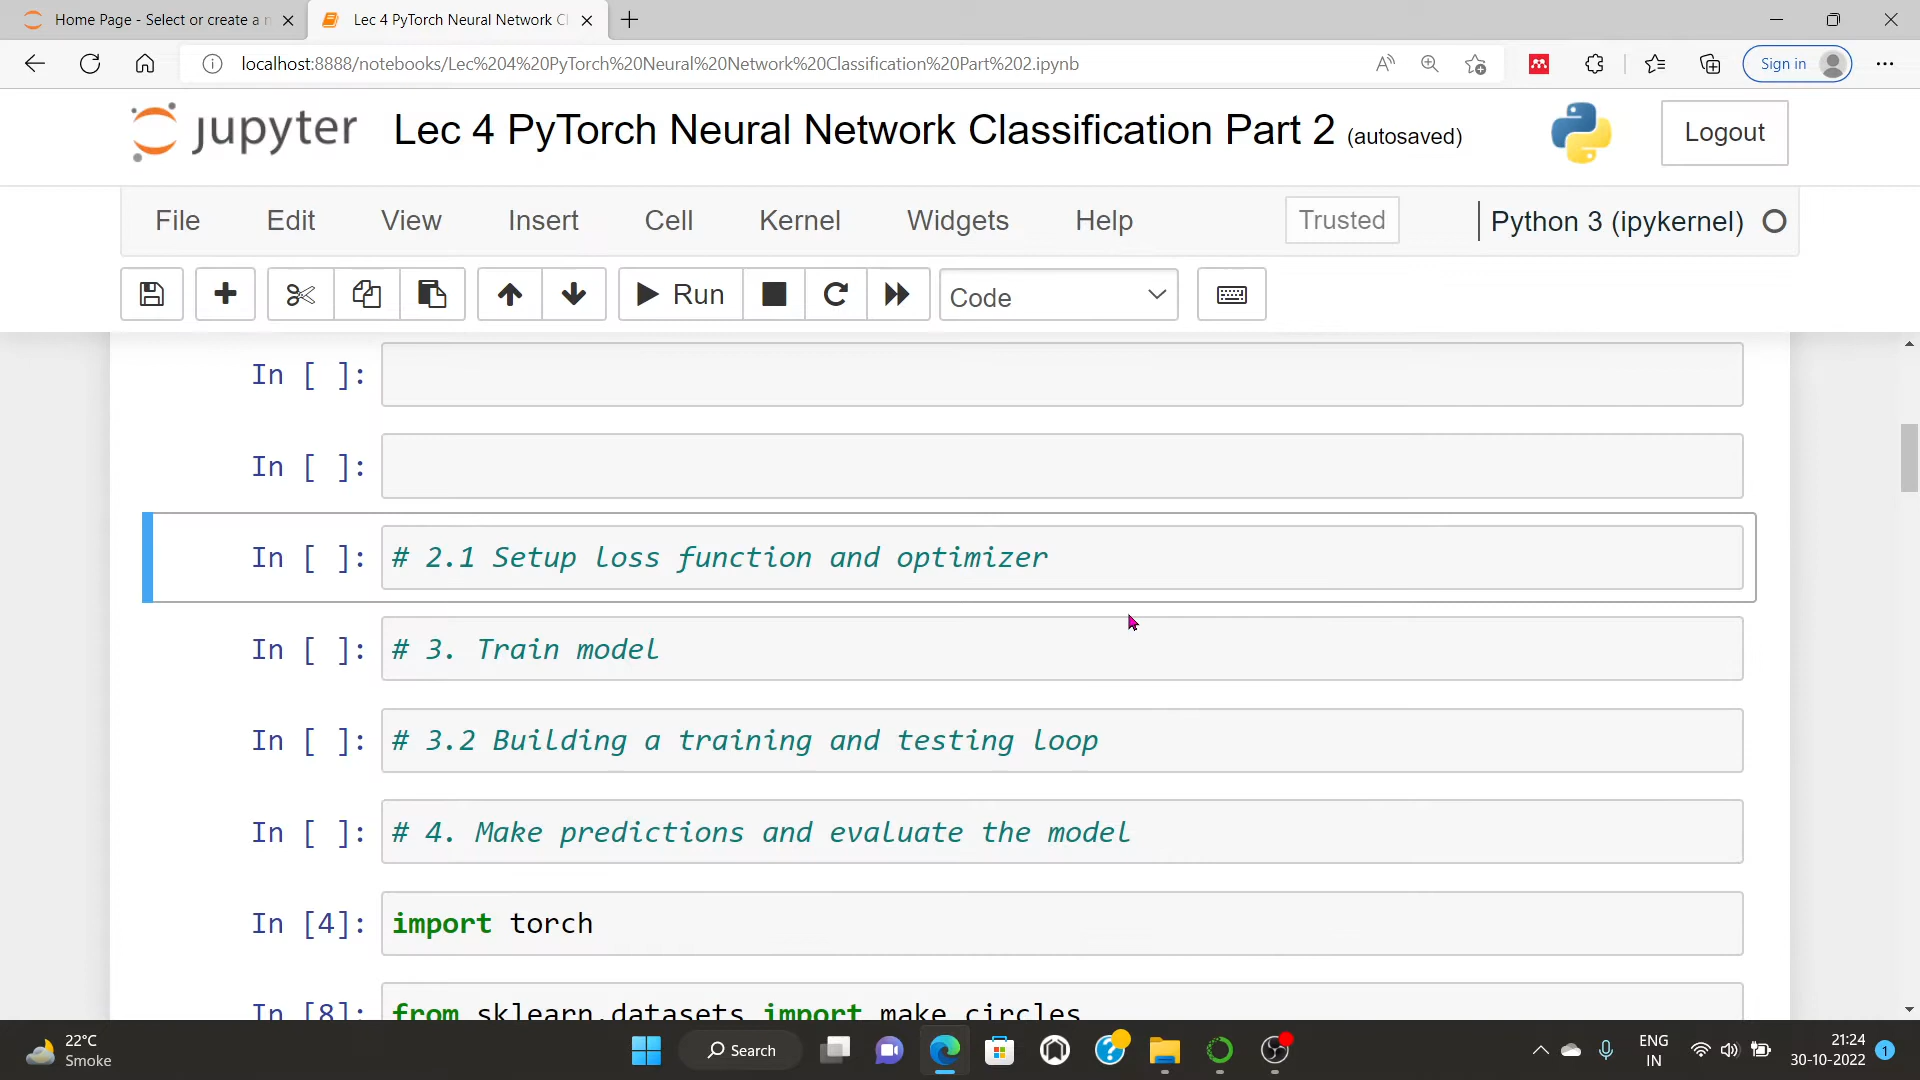 Home Page - Select or create a n
Lec 4 PyTorch Neural Network Cl
localhost:8888/notebooks/Lec%204%20PyTorch%20Neural%20Network%20Classification%20Part%202.ipynb
Sign in
jupyter Lec 4 PyTorch Neural Network Classification Part 2 (autosaved)
Logout
File Edit View Insert Cell Kernel Widgets Help Trusted Python 3 (ipykernel)
Run Code
In [ ]:
In [ ]:
In [ ]: # 2.1 Setup loss function and optimizer
In [ ]: # 3. Train model
In [ ]: # 3.2 Building a training and testing loop
In [ ]: # 4. Make predictions and evaluate the model
In [4]: import torch
In [8]: from sklearn.datasets import make_circles
22°C
Smoke
Search
ENG
IN
21:24
30-10-2022
1